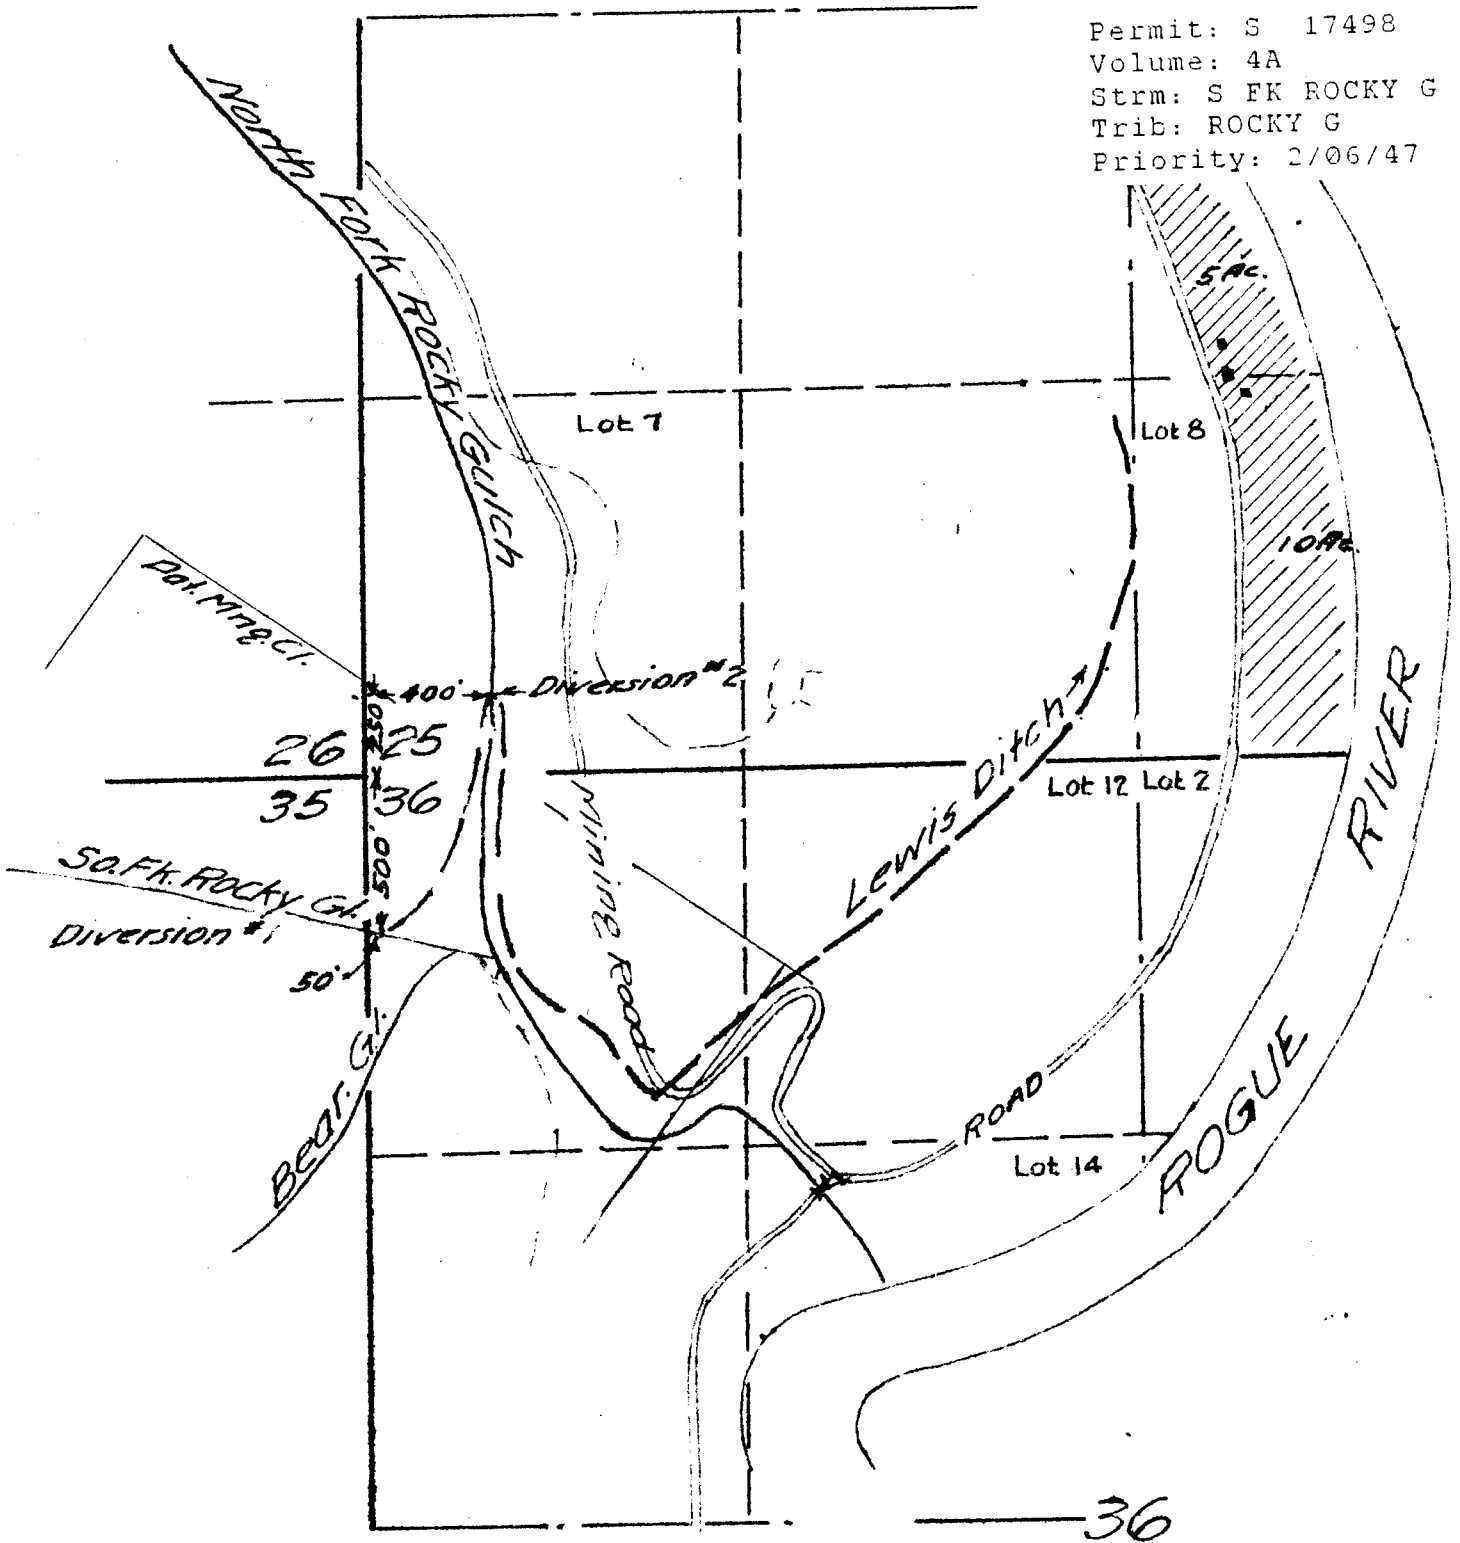 Permit: S 17498
Volume: 4A
Strm: S FK ROCKY G
Trib: ROCKY G
Priority: 2/06/47
North Fork Rocky Gulch
5 Ac.
Lot 7
Lot 8
10 Ac.
Pat. Mng. Cl.
400'
Diversion #2
26
25
35
36
500'
Lewis Ditch
Lot 12
Lot 2
Mining Road
So. Fk. Rocky Gl.
Diversion #1
50'
Bear. Gl.
ROAD
Lot 14
ROGUE RIVER
36